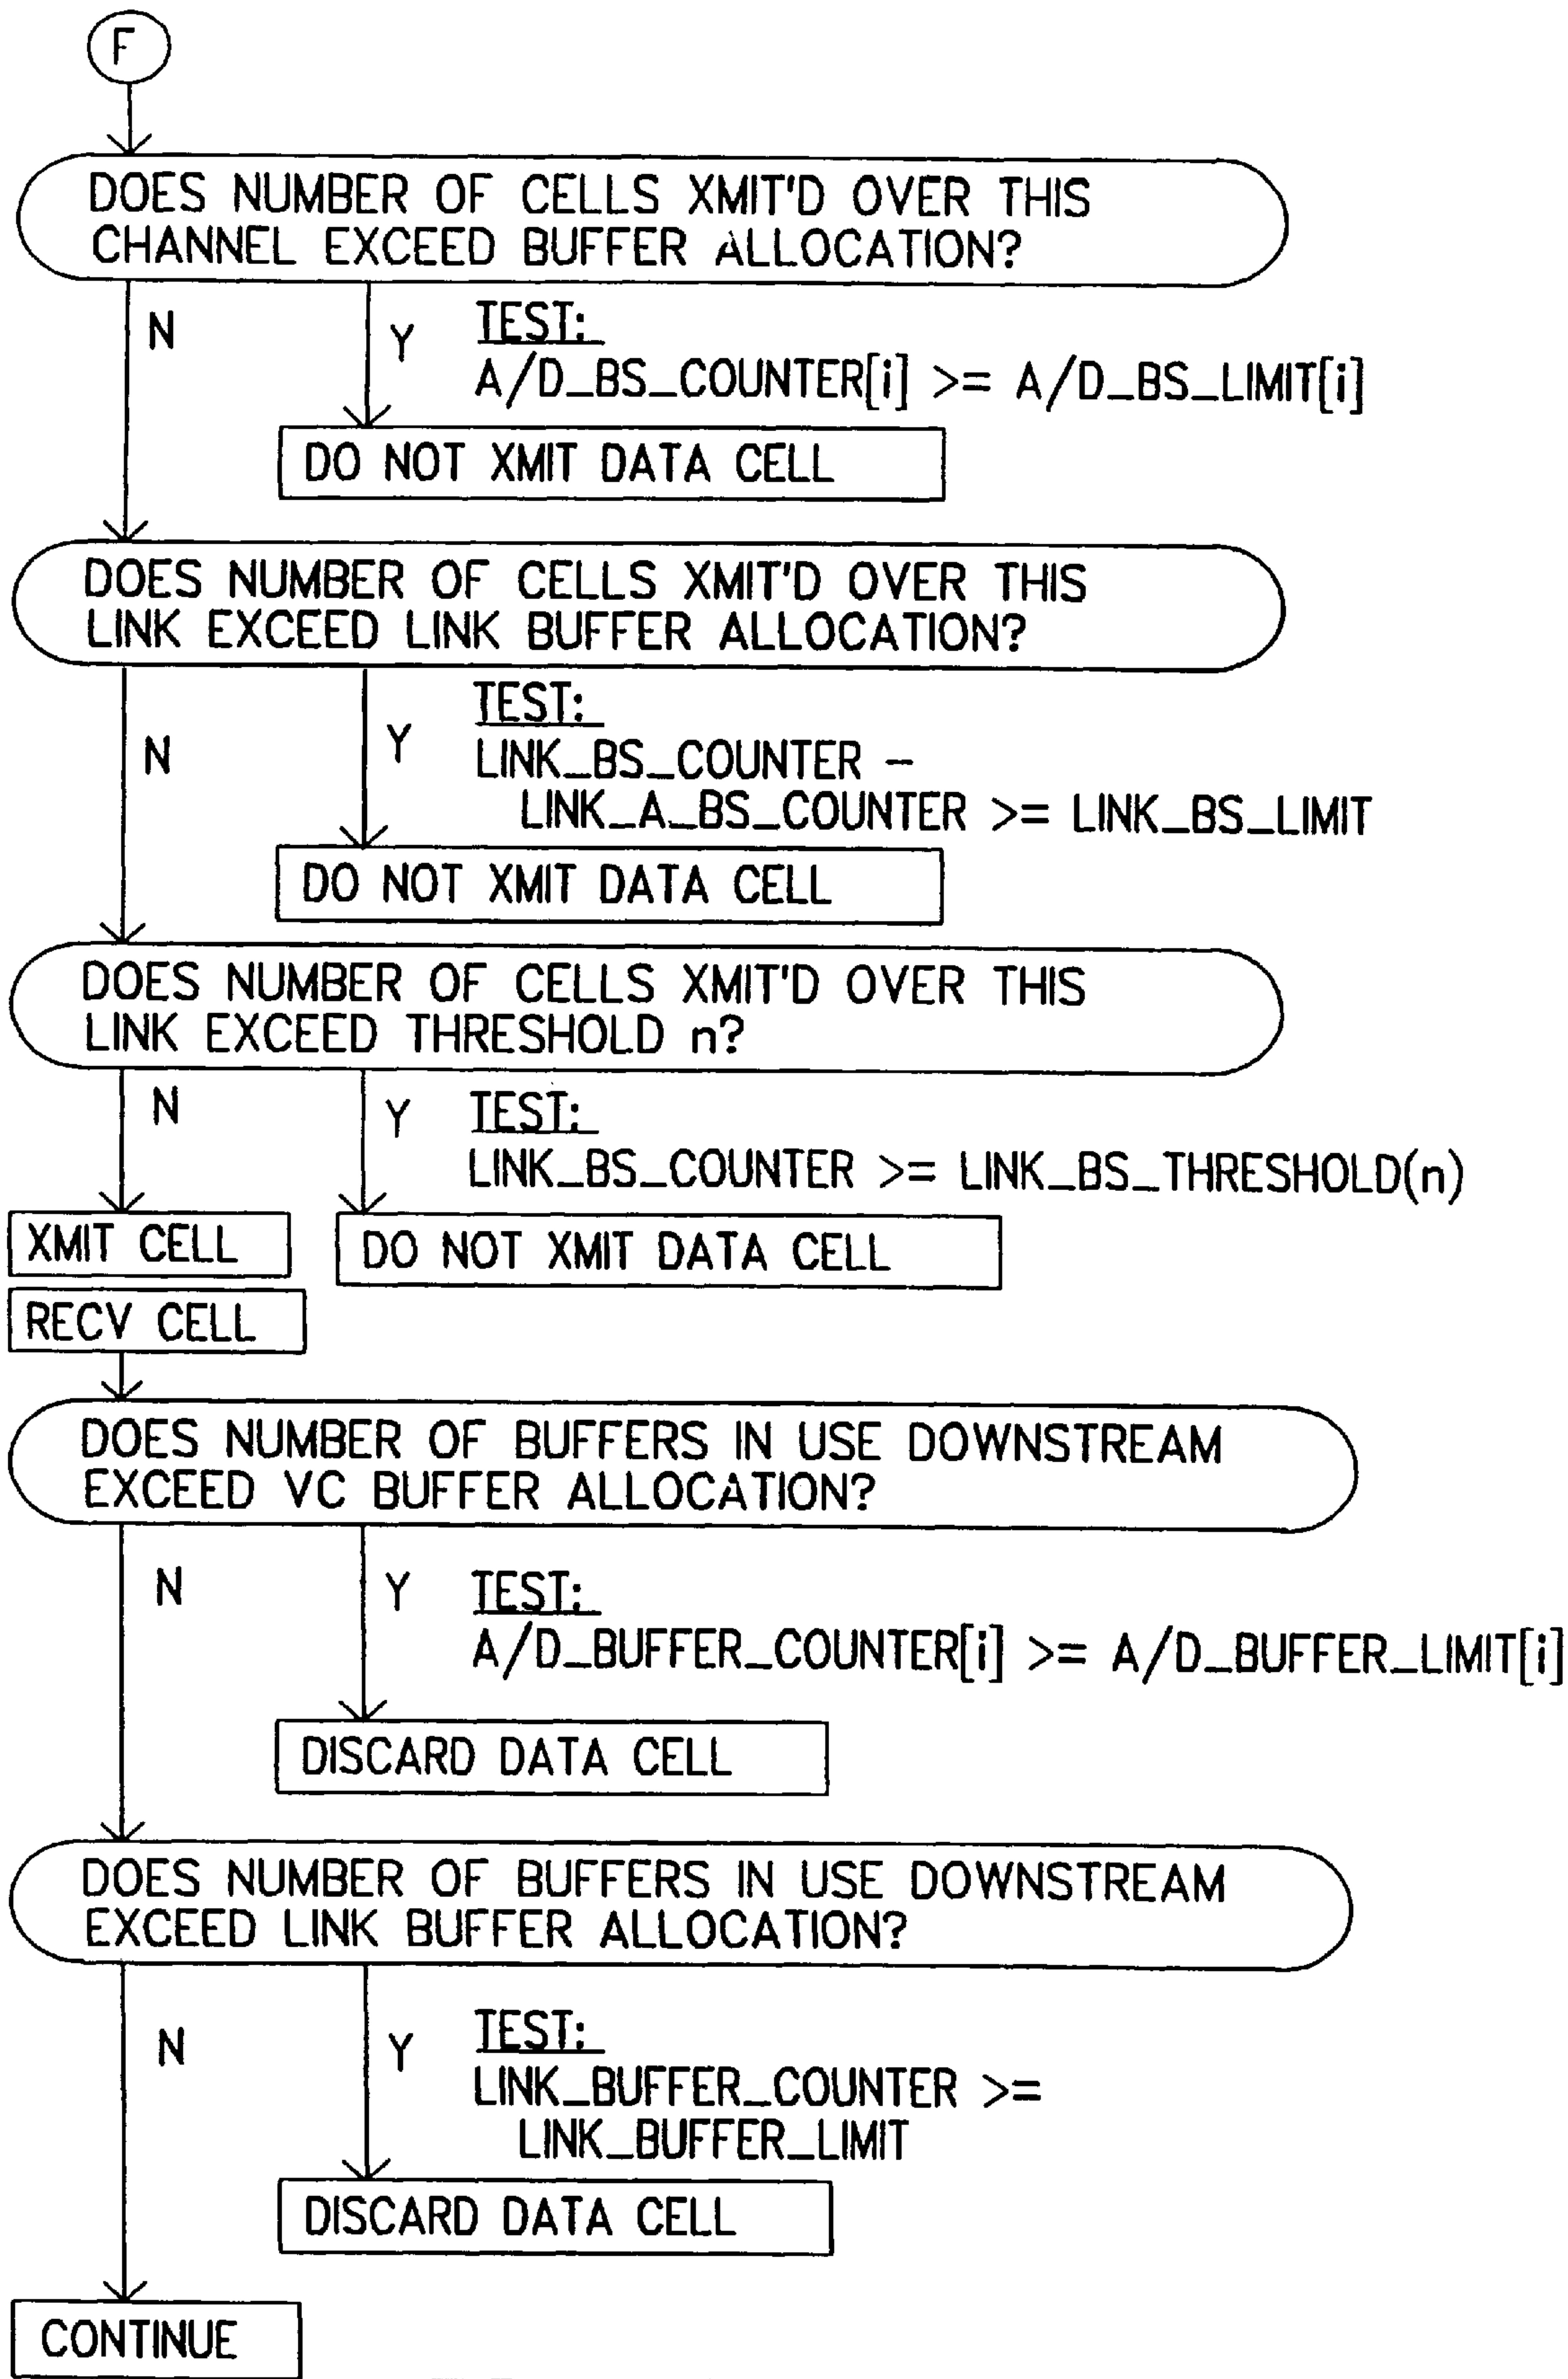 F
DOES NUMBER OF CELLS XMIT'D OVER THIS
CHANNEL EXCEED BUFFER ALLOCATION?
N
Y
TEST:
A/D_BS_COUNTER[i] >= A/D_BS_LIMIT[i]
DO NOT XMIT DATA CELL
DOES NUMBER OF CELLS XMIT'D OVER THIS
LINK EXCEED LINK BUFFER ALLOCATION?
N
Y
TEST:
LINK_BS_COUNTER –
LINK_A_BS_COUNTER >= LINK_BS_LIMIT
DO NOT XMIT DATA CELL
DOES NUMBER OF CELLS XMIT'D OVER THIS
LINK EXCEED THRESHOLD n?
N
Y
TEST:
LINK_BS_COUNTER >= LINK_BS_THRESHOLD(n)
XMIT CELL
DO NOT XMIT DATA CELL
RECV CELL
DOES NUMBER OF BUFFERS IN USE DOWNSTREAM
EXCEED VC BUFFER ALLOCATION?
N
Y
TEST:
A/D_BUFFER_COUNTER[i] >= A/D_BUFFER_LIMIT[i]
DISCARD DATA CELL
DOES NUMBER OF BUFFERS IN USE DOWNSTREAM
EXCEED LINK BUFFER ALLOCATION?
N
Y
TEST:
LINK_BUFFER_COUNTER >=
LINK_BUFFER_LIMIT
DISCARD DATA CELL
CONTINUE